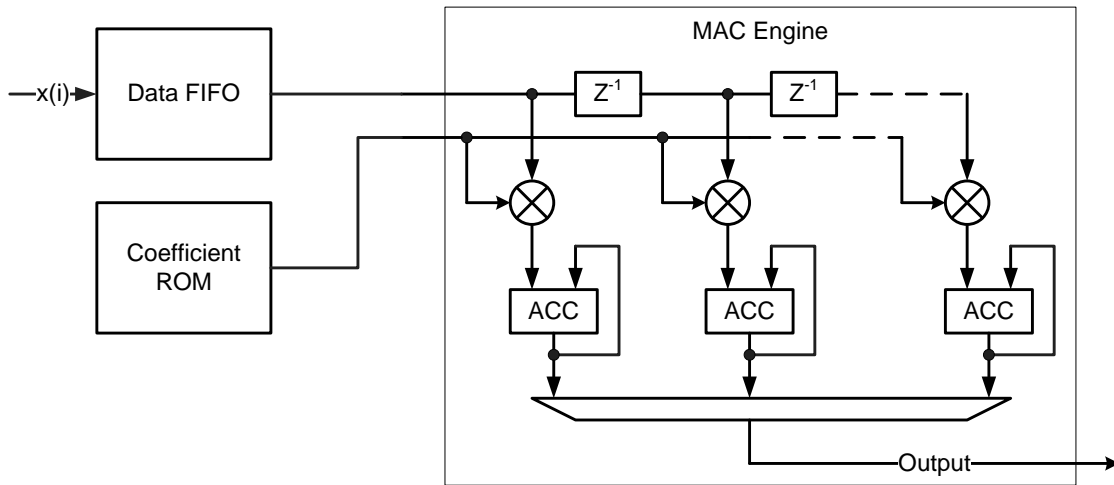 MAC Engine
x(i)
Data FIFO
Z⁻¹
Z⁻¹
Coefficient
ROM
ACC
ACC
ACC
Output